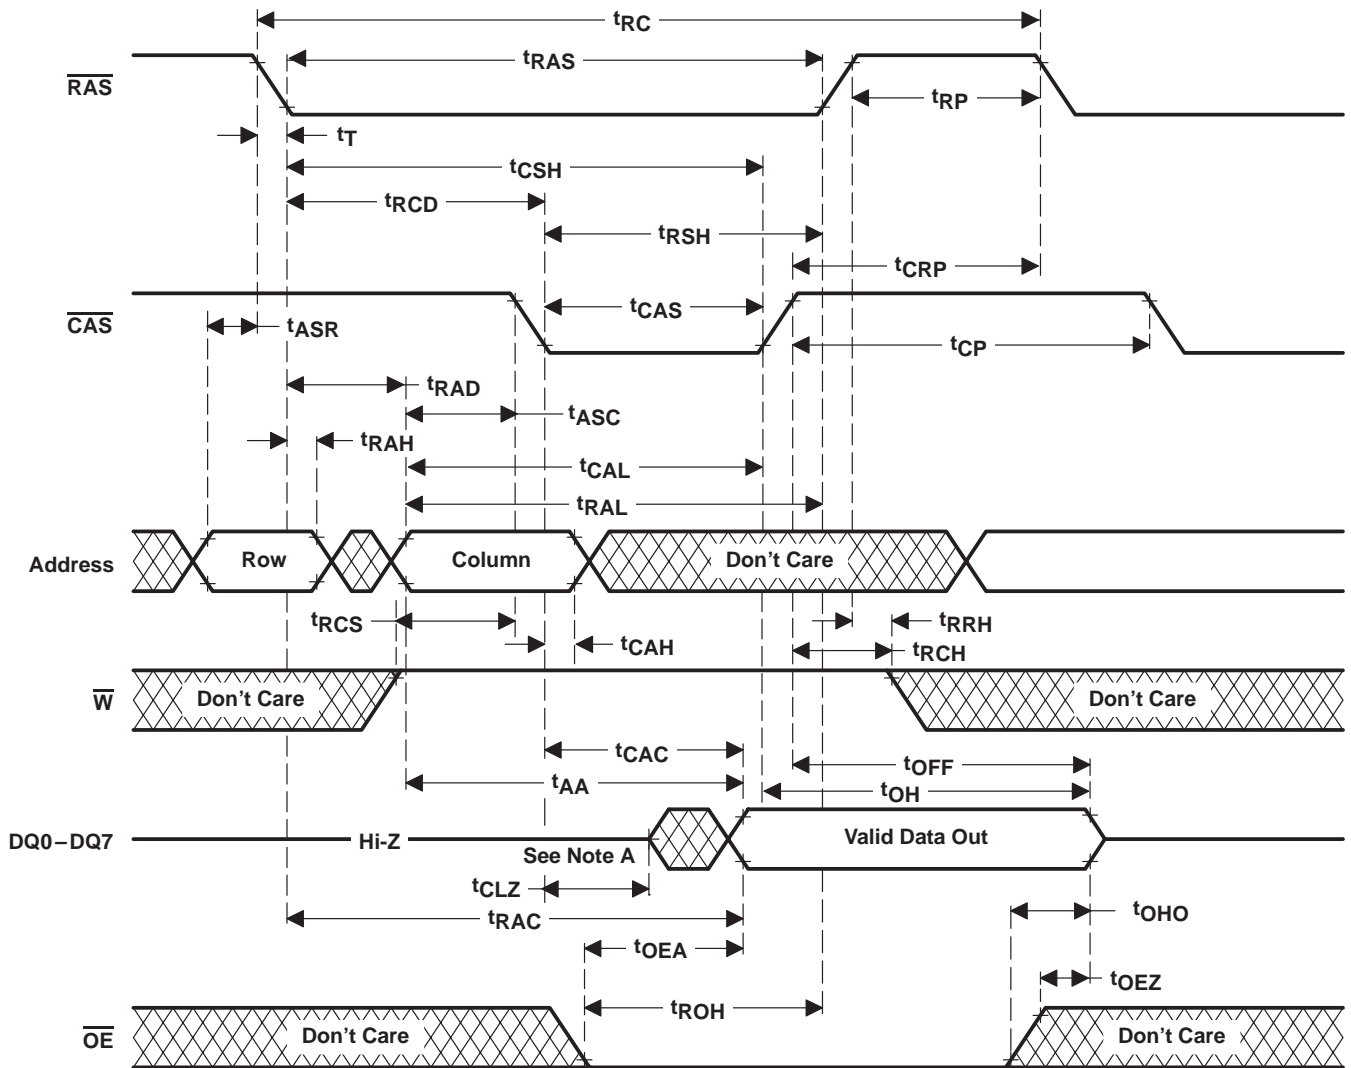 tRC
RAS
tRAS
tRP
tT
tCSH
tRCD
tRSH
tCRP
CAS
tASR
tCAS
tCP
tRAD
tASC
tRAH
tCAL
tRAL
Address
Row
Column
Don't Care
tRCS
tCAH
tRRH
tRCH
W
Don't Care
Don't Care
tCAC
tOFF
tAA
tOH
DQ0–DQ7
Hi-Z
See Note A
Valid Data Out
tCLZ
tRAC
tOHO
tOEA
tOEZ
tROH
OE
Don't Care
Don't Care